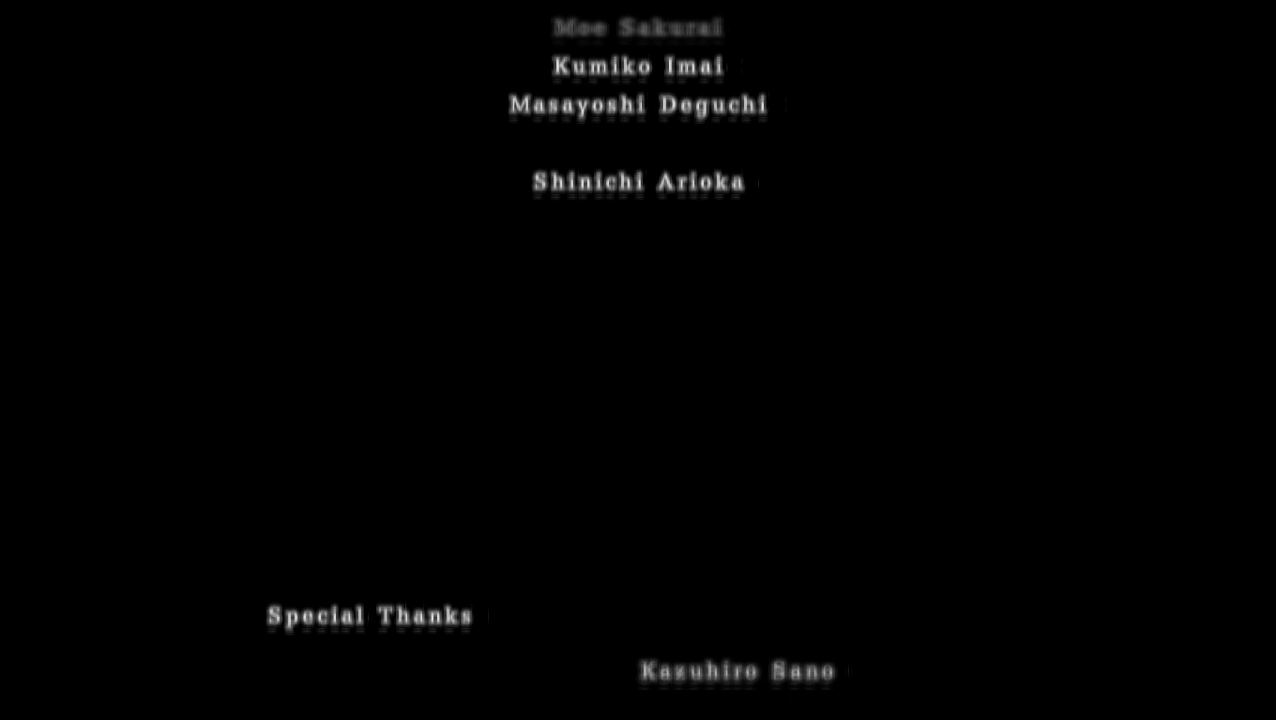 Moe Sakurai
Kumiko Imai
Masayoshi Deguchi
Shinichi Arioka
Special Thanks
Kazuhiro Sano